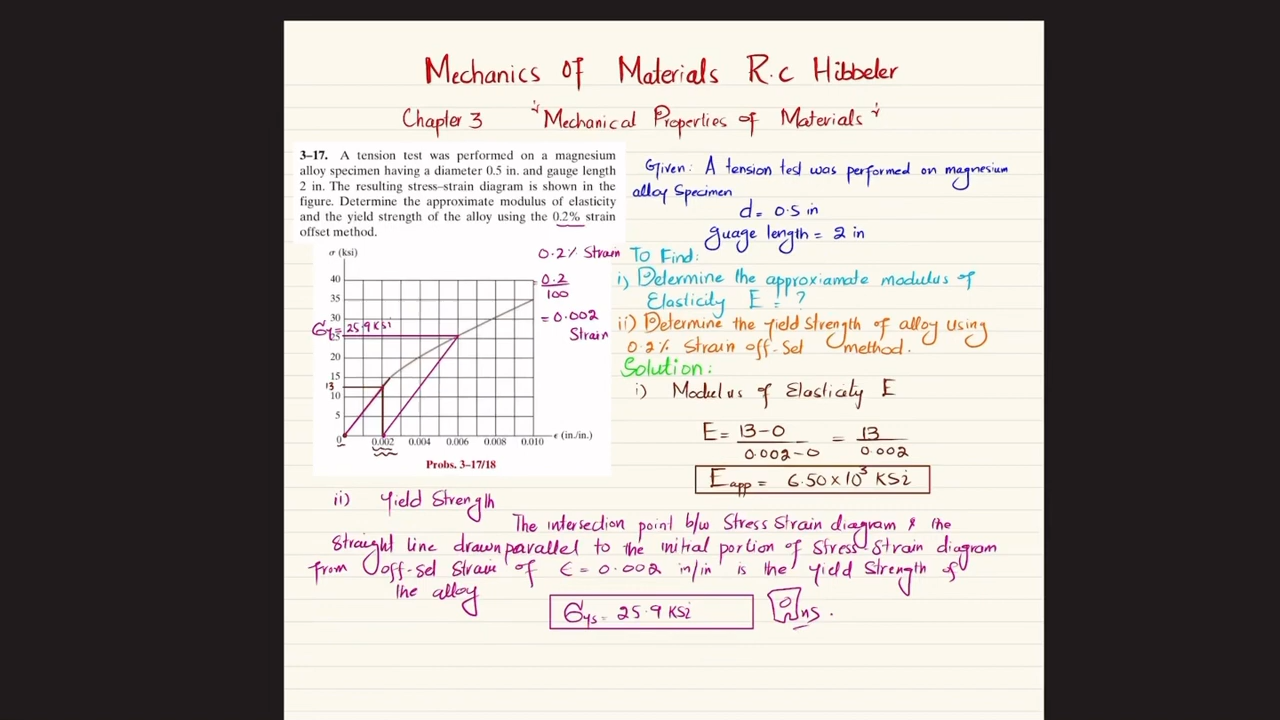 Mechanics of Materials R.c Hibbeler
Chapter 3 "Mechanical Properties of Materials"
3–17. A tension test was performed on a magnesium
alloy specimen having a diameter 0.5 in. and gauge length
2 in. The resulting stress–strain diagram is shown in the
figure. Determine the approximate modulus of elasticity
and the yield strength of the alloy using the 0.2% strain
offset method.
Given: A tension test was performed on magnesium
alloy Specimen
d = 0.5 in
guage length = 2 in
σ (ksi)
40
35
30
25
20
15
10
5
0
0.002
0.004
0.006
0.008
0.010
ϵ (in./in.)
σys = 25.9 ksi
13
Probs. 3–17/18
0.2% Strain
= 0.2
100
= 0.002
Strain
To Find:
i) Determine the approxiamate modulus of
Elasticity E = ?
ii) Determine the yield strength of alloy using
0.2% Strain off-Set method.
Solution:
i) Modulus of Elasticity E
E = 13-0 = 13
0.002-0 0.002
Eapp = 6.50 x 10³ KSi
ii) Yield Strength
The intersection point b/w Stress Strain diagram & the
Straight line drawn parallel to the initial portion of Stress-Strain diagram
from off-set Strain of ϵ = 0.002 in/in is the Yield Strength of
the alloy
σys = 25.9 KSi Ans.